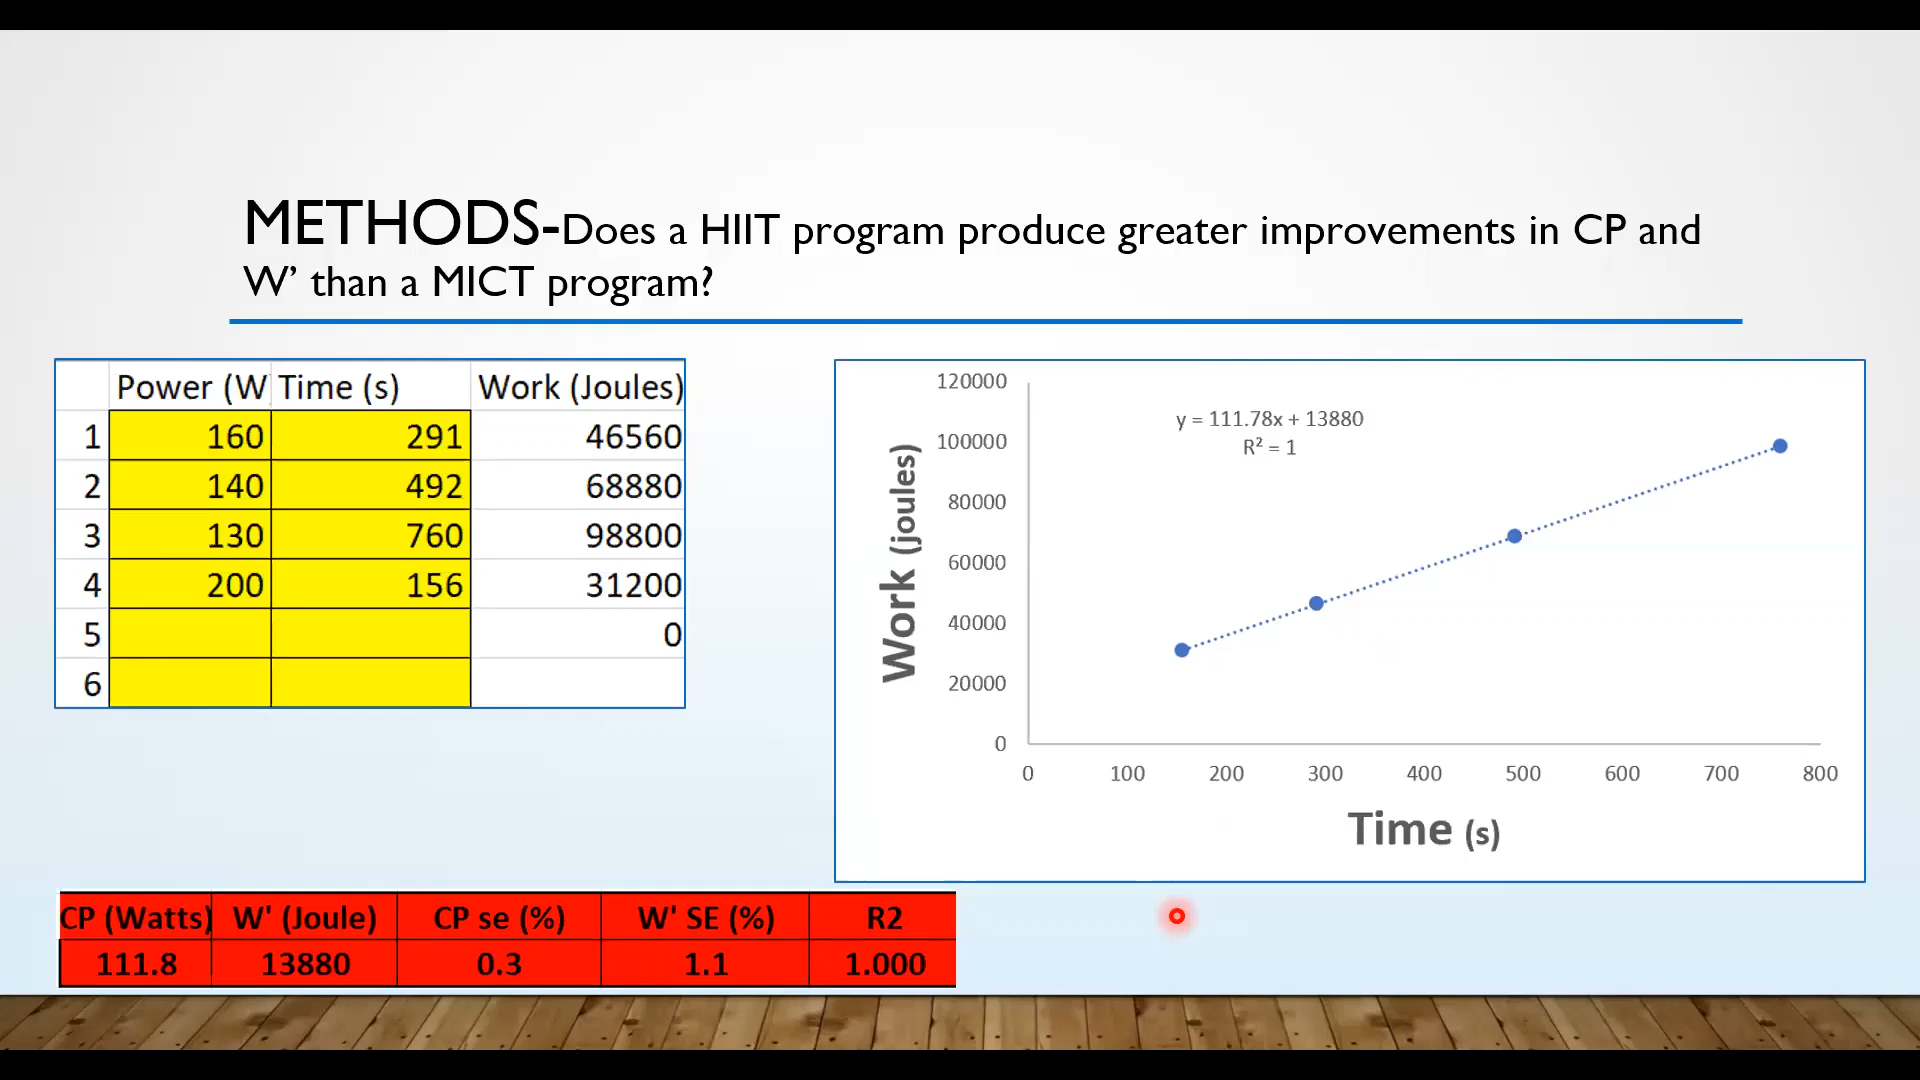 METHODS-Does a HIIT program produce greater improvements in CP and
W’ than a MICT program?
Power (W Time (s) Work (Joules)
1 160 291 46560
2 140 492 68880
3 130 760 98800
4 200 156 31200
5 0
6
120000
100000
80000
60000
40000
20000
0
y = 111.78x + 13880
R² = 1
Work (joules)
0 100 200 300 400 500 600 700 800
Time (s)
CP (Watts) W' (Joule) CP se (%) W' SE (%) R2
111.8 13880 0.3 1.1 1.000